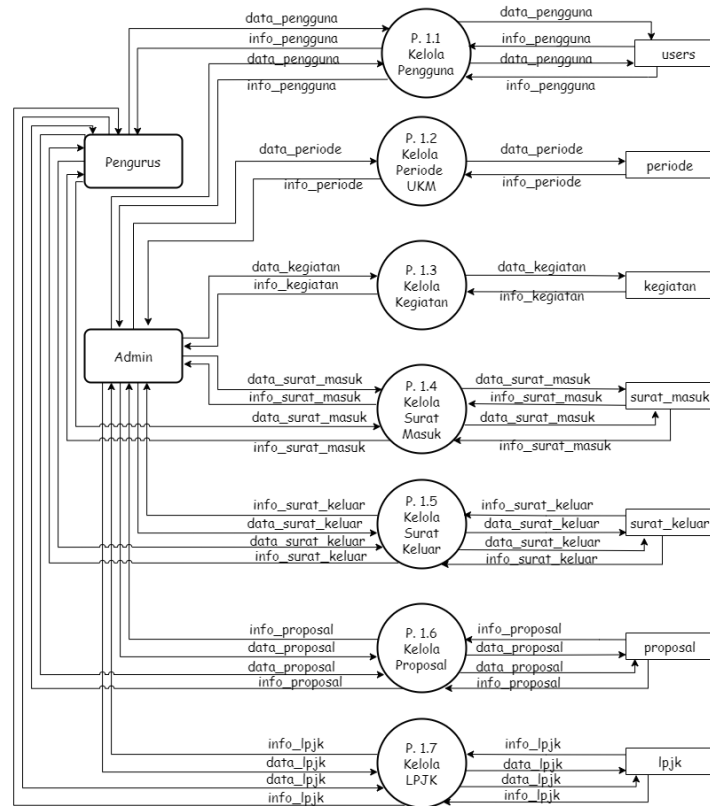 data_pengguna
info_pengguna
data_pengguna
info_pengguna
P. 1.1
Kelola
Pengguna
data_pengguna
info_pengguna
data_pengguna
info_pengguna
users
Pengurus
data_periode
info_periode
P. 1.2
Kelola
Periode
UKM
data_periode
info_periode
periode
data_kegiatan
info_kegiatan
P. 1.3
Kelola
Kegiatan
data_kegiatan
info_kegiatan
kegiatan
Admin
data_surat_masuk
info_surat_masuk
data_surat_masuk
info_surat_masuk
P. 1.4
Kelola
Surat
Masuk
data_surat_masuk
info_surat_masuk
data_surat_masuk
info_surat_masuk
surat_masuk
info_surat_keluar
data_surat_keluar
data_surat_keluar
info_surat_keluar
P. 1.5
Kelola
Surat
Keluar
info_surat_keluar
data_surat_keluar
data_surat_keluar
info_surat_keluar
surat_keluar
info_proposal
data_proposal
data_proposal
info_proposal
P. 1.6
Kelola
Proposal
info_proposal
data_proposal
data_proposal
info_proposal
proposal
info_lpjk
data_lpjk
data_lpjk
info_lpjk
P. 1.7
Kelola
LPJK
info_lpjk
data_lpjk
data_lpjk
info_lpjk
lpjk